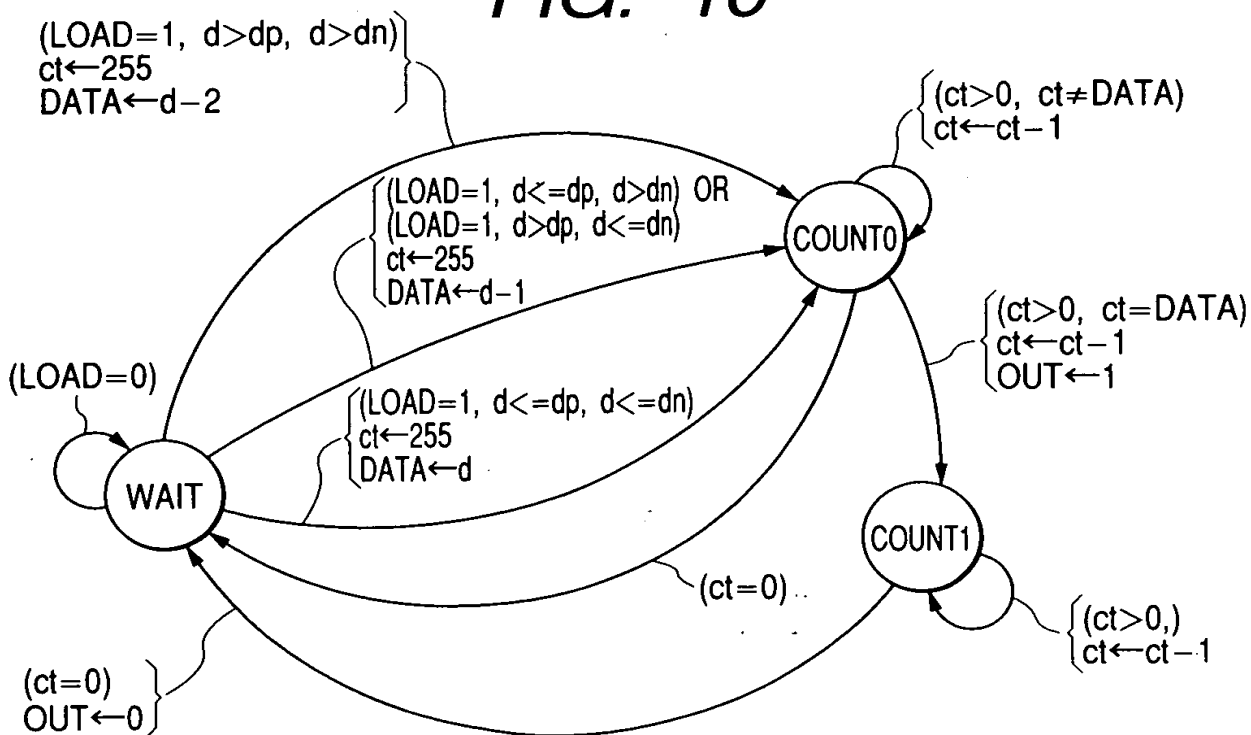 FIG. 10
(LOAD=1, d>dp, d>dn)
ct←255
DATA←d-2
(ct>0, ct≠DATA)
ct←ct-1
(LOAD=1, d<=dp, d>dn) OR
(LOAD=1, d>dp, d<=dn)
ct←255
DATA←d-1
COUNT0
(ct>0, ct=DATA)
ct←ct-1
OUT←1
(LOAD=0)
(LOAD=1, d<=dp, d<=dn)
ct←255
DATA←d
WAIT
COUNT1
(ct=0)
(ct>0,)
ct←ct-1
(ct=0)
OUT←0